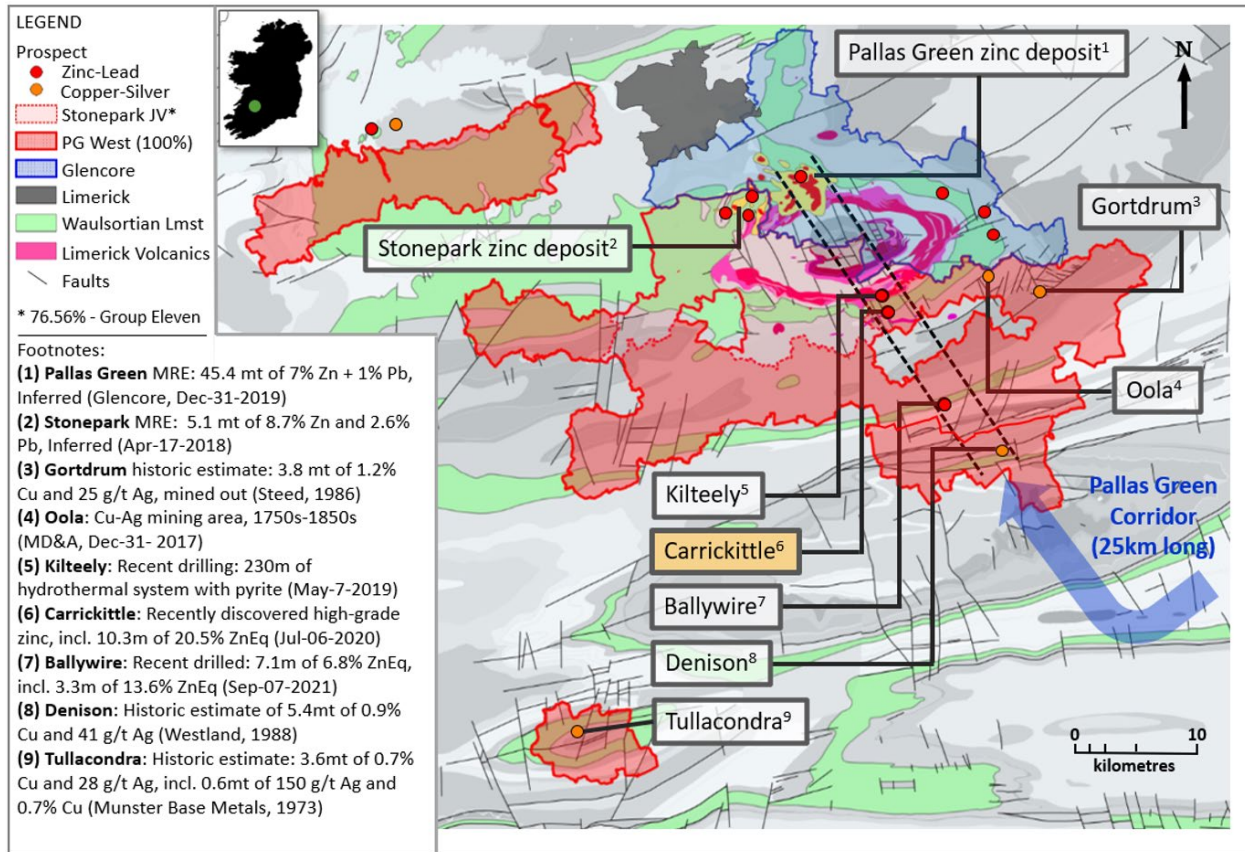 LEGEND
Prospect
Zinc-Lead
Copper-Silver
Stonepark JV*
PG West (100%)
Glencore
Limerick
Waulsortian Lmst
Limerick Volcanics
Faults
* 76.56% - Group Eleven
Footnotes:
(1) Pallas Green MRE: 45.4 mt of 7% Zn + 1% Pb,
Inferred (Glencore, Dec-31-2019)
(2) Stonepark MRE: 5.1 mt of 8.7% Zn and 2.6%
Pb, Inferred (Apr-17-2018)
(3) Gortdrum historic estimate: 3.8 mt of 1.2%
Cu and 25 g/t Ag, mined out (Steed, 1986)
(4) Oola: Cu-Ag mining area, 1750s-1850s
(MD&A, Dec-31- 2017)
(5) Kilteely: Recent drilling: 230m of
hydrothermal system with pyrite (May-7-2019)
(6) Carrickittle: Recently discovered high-grade
zinc, incl. 10.3m of 20.5% ZnEq (Jul-06-2020)
(7) Ballywire: Recent drilled: 7.1m of 6.8% ZnEq,
incl. 3.3m of 13.6% ZnEq (Sep-07-2021)
(8) Denison: Historic estimate of 5.4mt of 0.9%
Cu and 41 g/t Ag (Westland, 1988)
(9) Tullacondra: Historic estimate: 3.6mt of 0.7%
Cu and 28 g/t Ag, incl. 0.6mt of 150 g/t Ag and
0.7% Cu (Munster Base Metals, 1973)
Pallas Green zinc deposit1
N
Gortdrum3
Stonepark zinc deposit2
Oola4
Kilteely5
Carrickittle6
Ballywire7
Denison8
Tullacondra9
Pallas Green
Corridor
(25km long)
0 10
kilometres